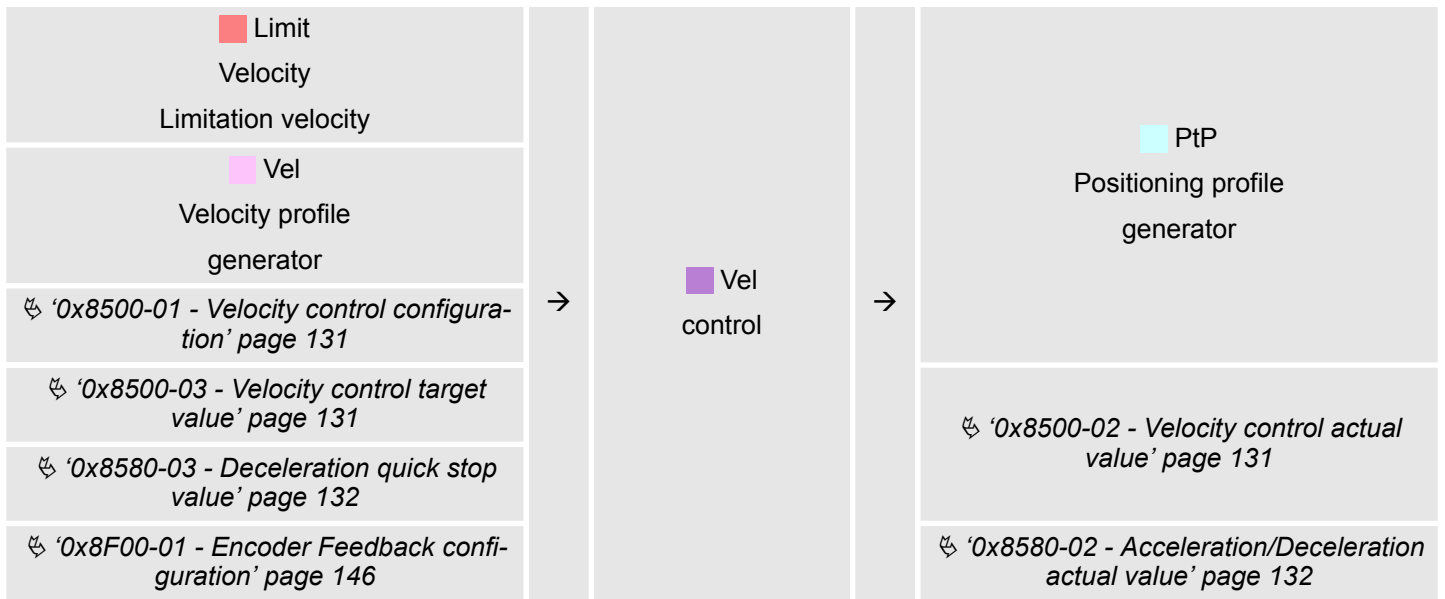 Limit
Velocity
Limitation velocity
Vel
Velocity profile
generator
↳ ‘0x8500-01 - Velocity control configura-
tion’ page 131
↳ ‘0x8500-03 - Velocity control target
value’ page 131
↳ ‘0x8580-03 - Deceleration quick stop
value’ page 132
↳ ‘0x8F00-01 - Encoder Feedback confi-
guration’ page 146
→
Vel
control
→
PtP
Positioning profile
generator
↳ ‘0x8500-02 - Velocity control actual
value’ page 131
↳ ‘0x8580-02 - Acceleration/Deceleration
actual value’ page 132